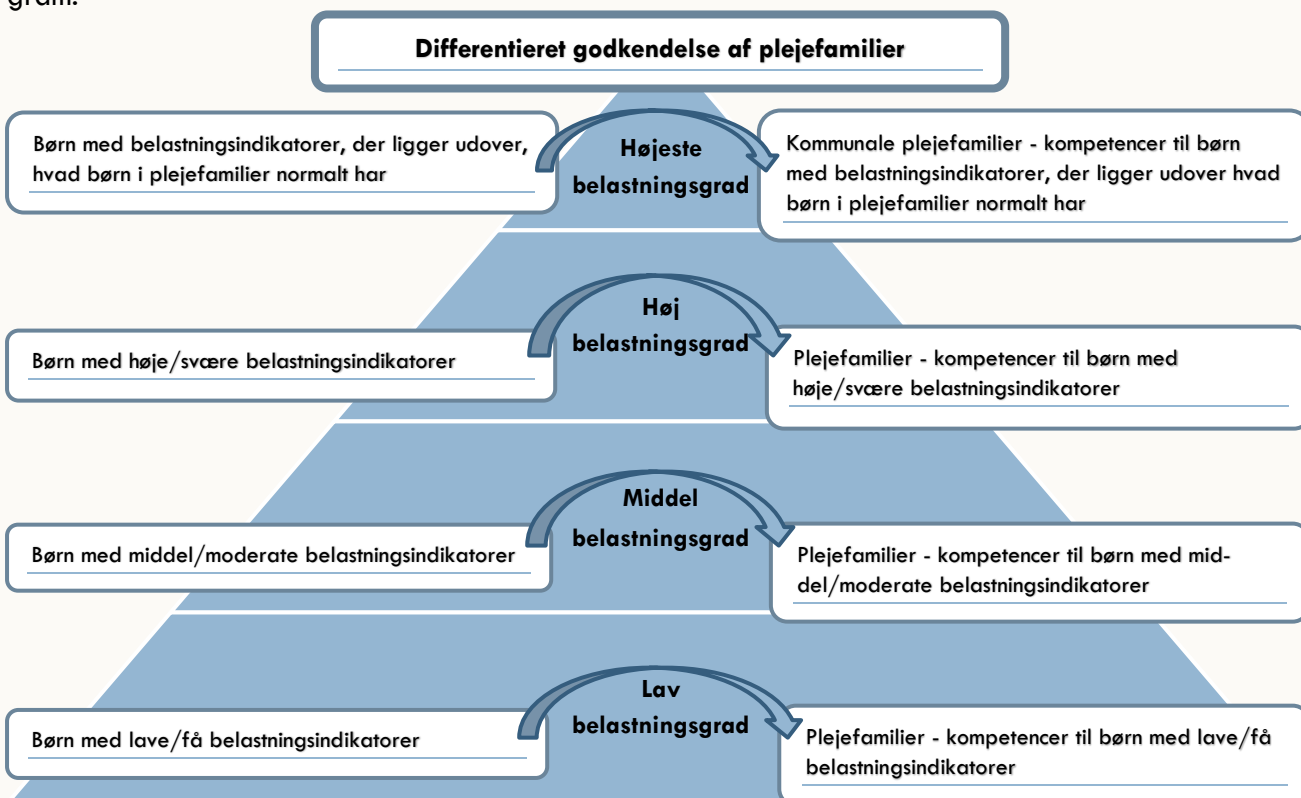 gram.
Differentieret godkendelse af plejefamilier
Børn med belastningsindikatorer, der ligger udover,
hvad børn i plejefamilier normalt har
Højeste
belastningsgrad
Kommunale plejefamilier - kompetencer til børn
med belastningsindikatorer, der ligger udover hvad
børn i plejefamilier normalt har
Børn med høje/svære belastningsindikatorer
Høj
belastningsgrad
Plejefamilier - kompetencer til børn med
høje/svære belastningsindikatorer
Børn med middel/moderate belastningsindikatorer
Middel
belastningsgrad
Plejefamilier - kompetencer til børn med mid-
del/moderate belastningsindikatorer
Børn med lave/få belastningsindikatorer
Lav
belastningsgrad
Plejefamilier - kompetencer til børn med lave/få
belastningsindikatorer